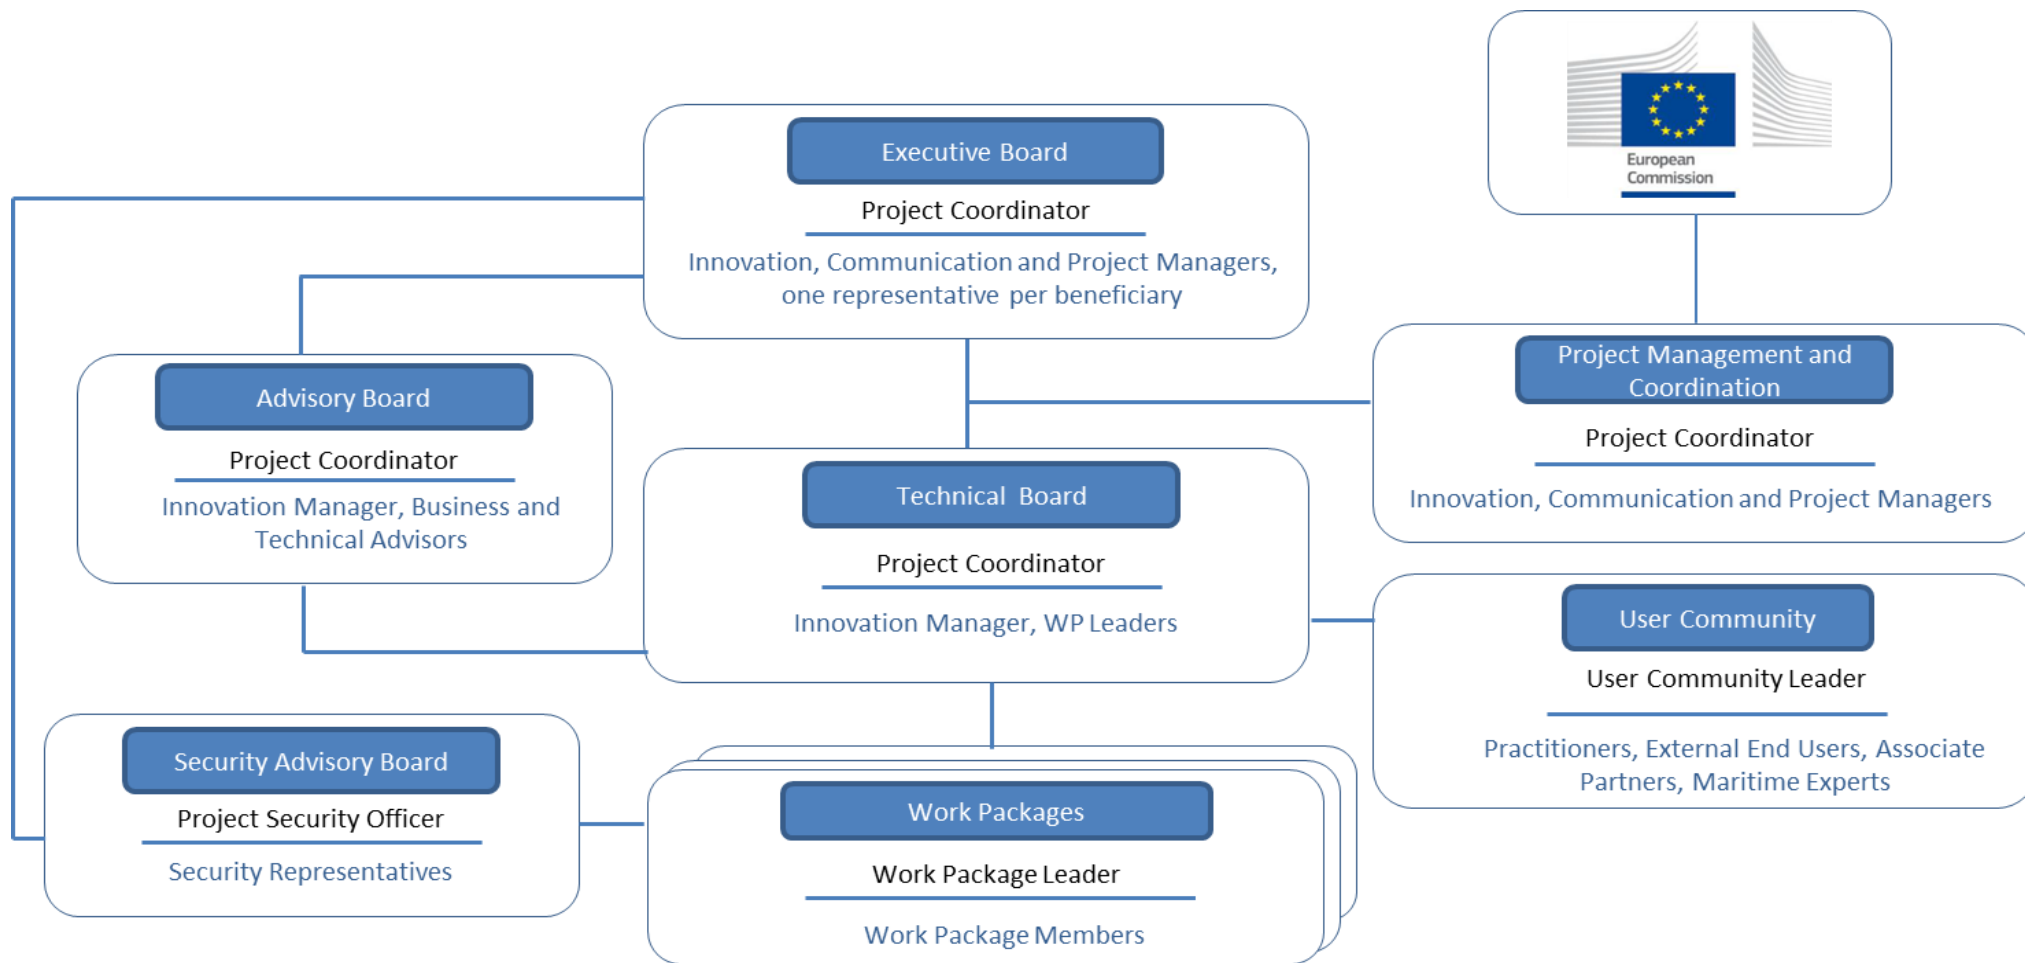 European
Commission
Executive Board
Project Coordinator
Innovation, Communication and Project Managers,
one representative per beneficiary
Project Management and
Coordination
Project Coordinator
Innovation, Communication and Project Managers
Advisory Board
Project Coordinator
Innovation Manager, Business and
Technical Advisors
Technical Board
Project Coordinator
Innovation Manager, WP Leaders
User Community
User Community Leader
Practitioners, External End Users, Associate
Partners, Maritime Experts
Security Advisory Board
Project Security Officer
Security Representatives
Work Packages
Work Package Leader
Work Package Members